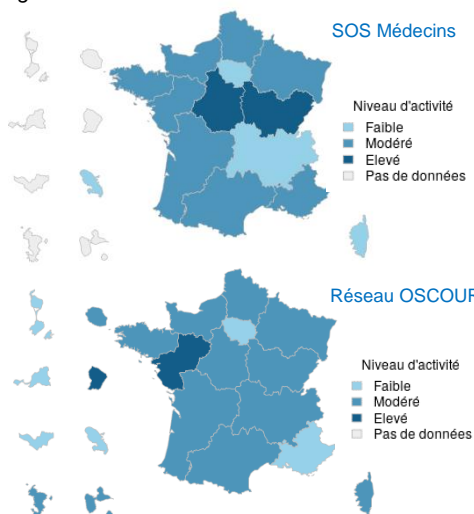 SOS Médecins
Niveau d'activité
Faible
Modéré
Elevé
Pas de données
Réseau OSCOUR
Niveau d'activité
Faible
Modéré
Elevé
Pas de données